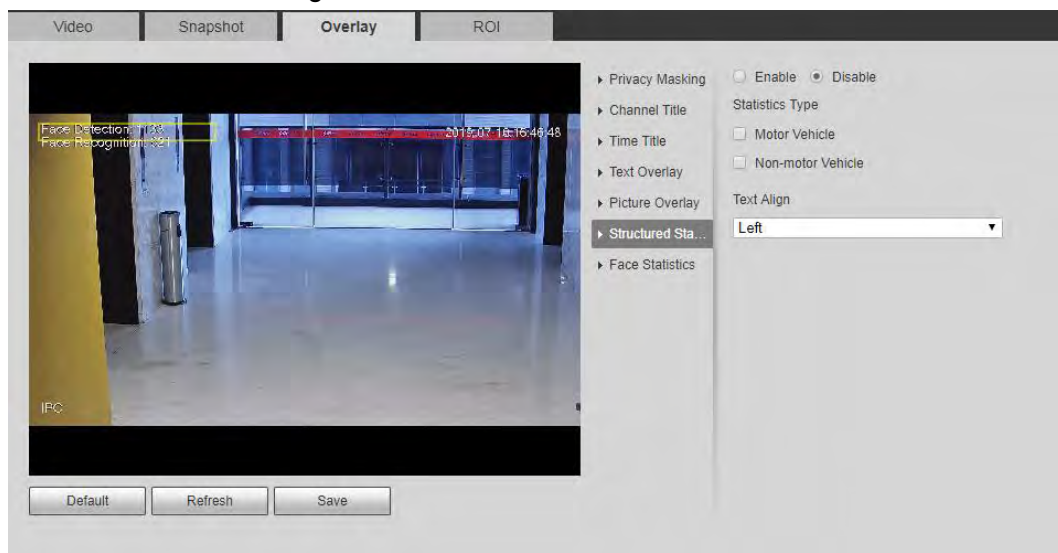 Video Snapshot Overlay ROI
Privacy Masking
Channel Title
Time Title
Text Overlay
Picture Overlay
Structured Sta...
Face Statistics
Enable Disable
Statistics Type
Motor Vehicle
Non-motor Vehicle
Text Align
Left
Face Detection:
Face Recognition:
IPC
Default Refresh Save